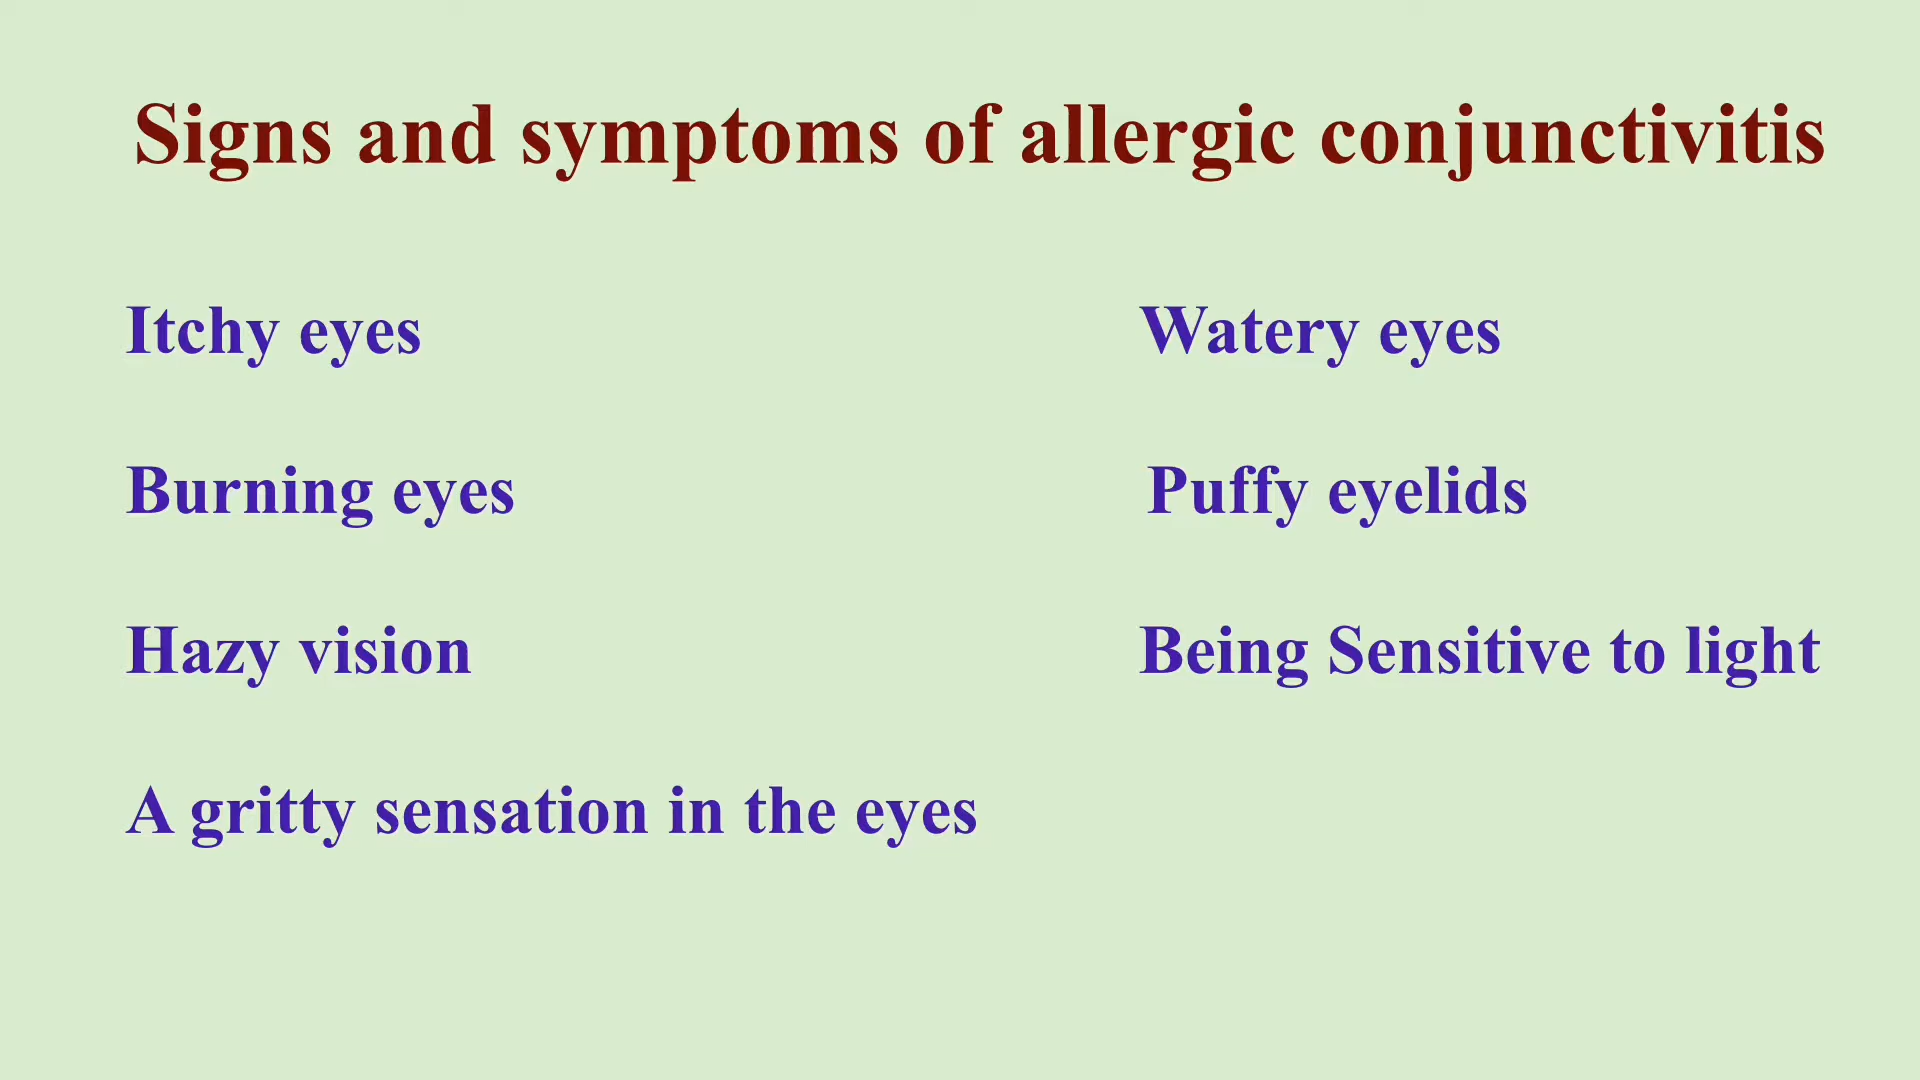 Signs and symptoms of allergic conjunctivitis
Itchy eyes
Watery eyes
Burning eyes
Puffy eyelids
Hazy vision
Being Sensitive to light
A gritty sensation in the eyes